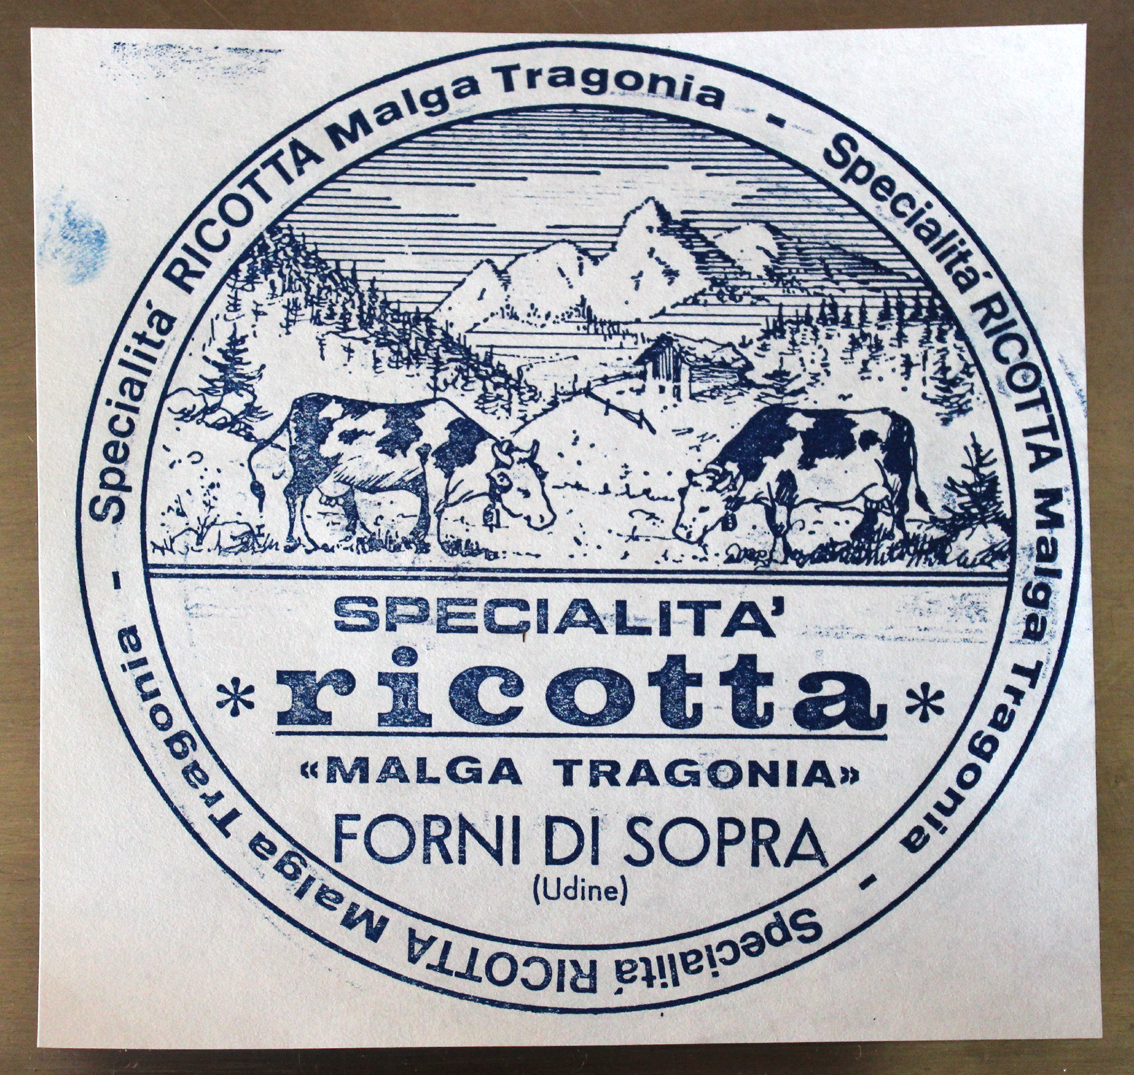 Specialitá RICOTTA Malga Tragonia - Specialitá RICOTTA Malga Tragonia - Specialitá RICOTTA Malga Tragonia -
SPECIALITA'
* ricotta *
«MALGA TRAGONIA»
FORNI DI SOPRA
(Udine)